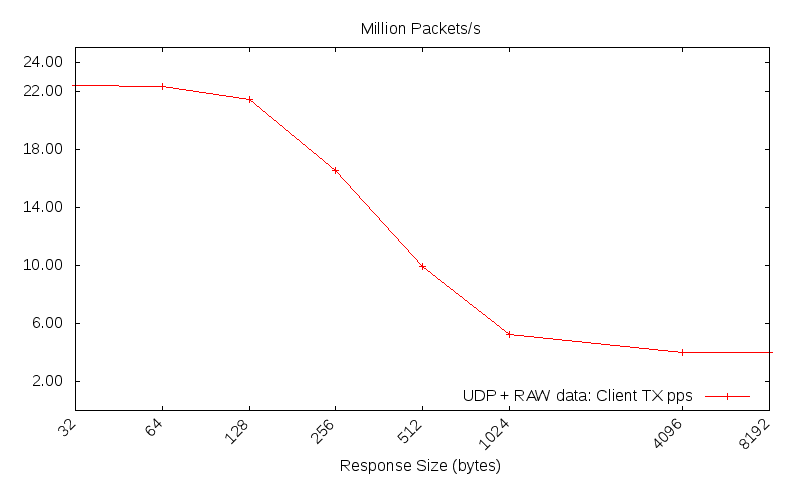 Million Packets/s
24.00
22.00
18.00
14.00
10.00
6.00
2.00
UDP + RAW data: Client TX pps
32 64 128 256 512 1024 4096 8192
Response Size (bytes)